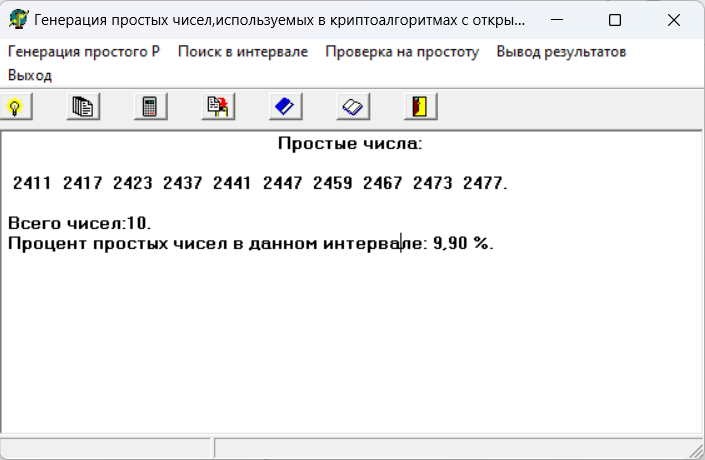 Генерация простых чисел,используемых в криптоалгоритмах с откры...
Генерация простого Р Поиск в интервале Проверка на простоту Вывод результатов
Выход
Простые числа:
2411 2417 2423 2437 2441 2447 2459 2467 2473 2477.
Всего чисел:10.
Процент простых чисел в данном интервале: 9,90 %.